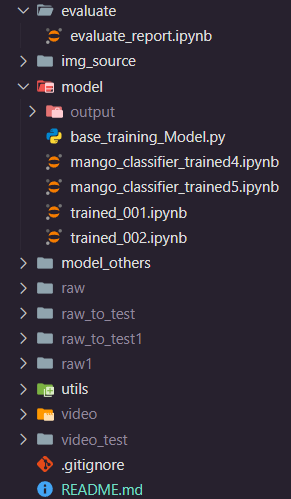 evaluate
evaluate_report.ipynb
img_source
model
output
base_training_Model.py
mango_classifier_trained4.ipynb
mango_classifier_trained5.ipynb
trained_001.ipynb
trained_002.ipynb
model_others
raw
raw_to_test
raw_to_test1
raw1
utils
video
video_test
.gitignore
README.md